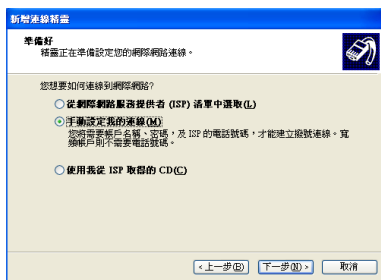 新增連線精靈
準備好
精靈正在準備設定您的網際網路連線。
您想要如何連線到網際網路?
從網際網路服務提供者 (ISP) 清單中選取(L)
手動設定我的連線(M)
您將需要帳戶名稱、密碼，及 ISP 的電話號碼，才能建立撥號連線。寬
頻帳戶則不需要電話號碼。
使用我從 ISP 取得的 CD(C)
<上一步(B)
下一步(N)>
取消